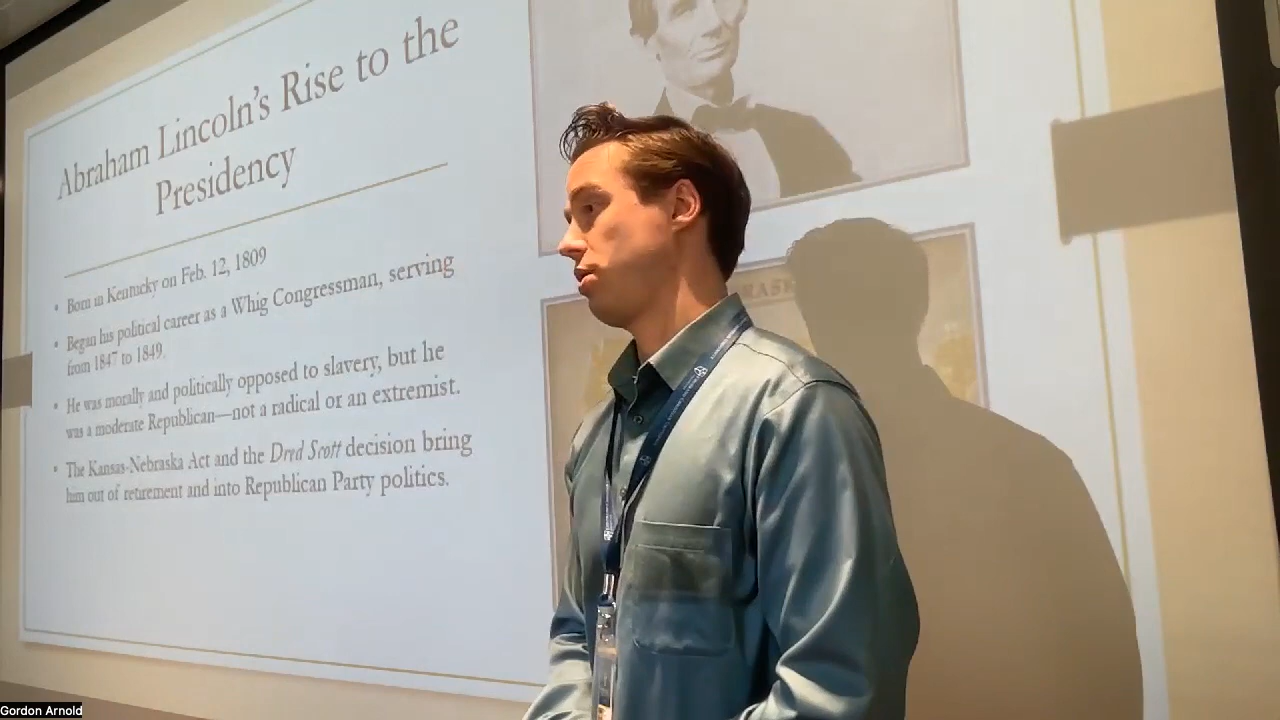 Abraham Lincoln's Rise to the
Presidency
• Born in Kentucky on Feb. 12, 1809
• Began his political career as a Whig Congressman, serving
from 1847 to 1849.
• He was morally and politically opposed to slavery, but he
was a moderate Republican—not a radical or an extremist.
• The Kansas-Nebraska Act and the Dred Scott decision bring
him out of retirement and into Republican Party politics.
Gordon Arnold